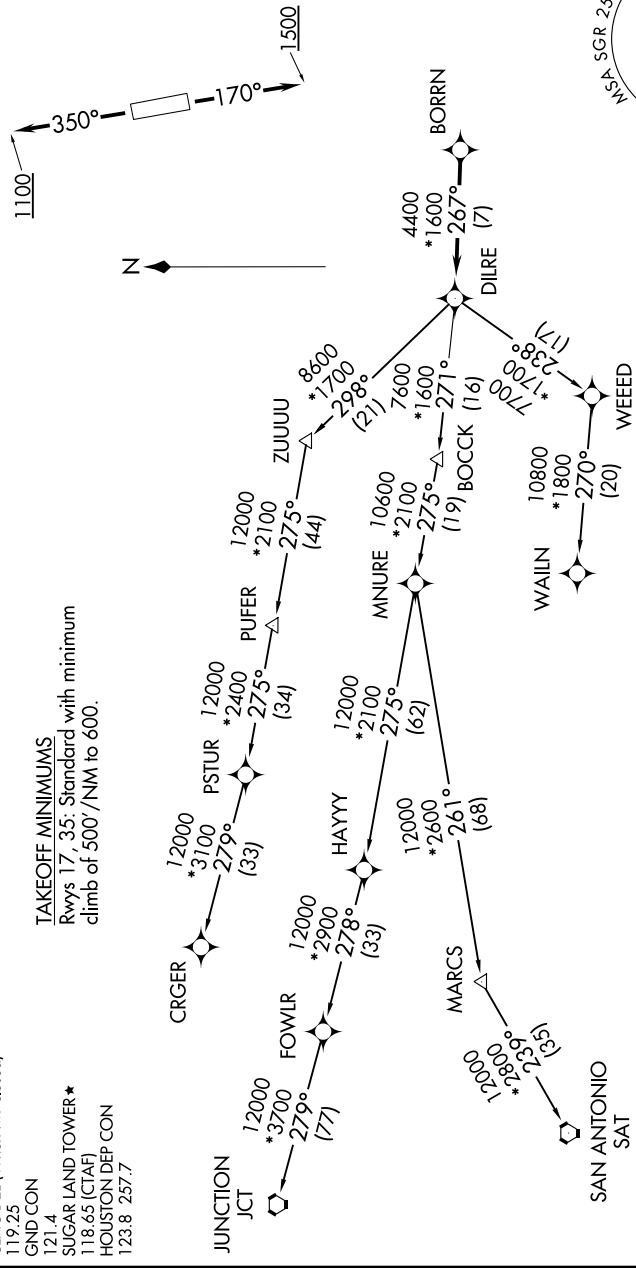 119.25
GND CON
121.4
SUGAR LAND TOWER★
118.65 (CTAF)
HOUSTON DEP CON
123.8 257.7
TAKEOFF MINIMUMS
Rwys 17, 35: Standard with minimum
climb of 500'/NM to 600.
1100
350°
170°
1500
N
MSA SGR 25
BORRN
4400
*1600
267°
(7)
DILRE
8600
*1700
298°
(21)
ZUUUU
12000
*2100
275°
(44)
PUFER
12000
*2400
275°
(34)
PSTUR
12000
*3100
279°
(33)
CRGER
7600
*1600
271°
(16)
BOCCK
10600
*2100
275°
(19)
MNURE
12000
*2100
275°
(62)
HAYYY
12000
*2900
278°
(33)
FOWLR
12000
*3700
279°
(77)
JUNCTION
JCT
12000
*2600
261°
(68)
MARCS
12000
*2800
239°
(35)
SAN ANTONIO
SAT
7700
*1700
238°
(17)
WEEED
10800
*1800
270°
(20)
WAILN